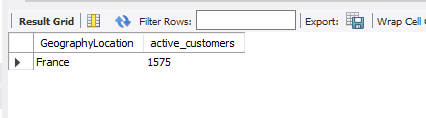 Result Grid Filter Rows: Export: Wrap Cell C
GeographyLocation active_customers
France 1575